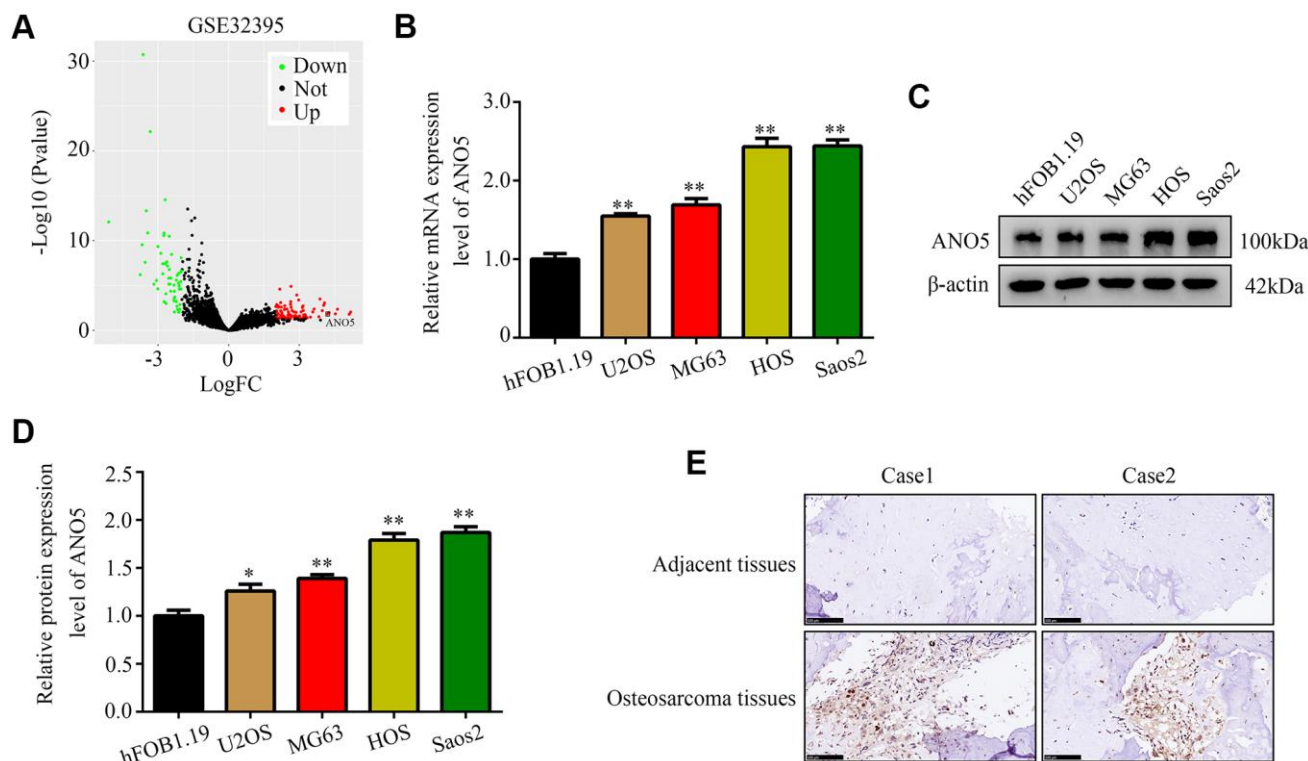 A
GSE32395
-Log10 (Pvalue)
30
20
10
0
-3
0
3
LogFC
Down
Not
Up
ANO5
B
Relative mRNA expression
level of ANO5
3.0
2.0
1.0
0
**
**
**
**
hFOB1.19
U2OS
MG63
HOS
Saos2
C
hFOB1.19
U2OS
MG63
HOS
Saos2
ANO5
100kDa
β-actin
42kDa
D
Relative protein expression
level of ANO5
2.5
2.0
1.5
1.0
0.5
0.0
*
**
**
**
hFOB1.19
U2OS
MG63
HOS
Saos2
E
Case1
Case2
Adjacent tissues
Osteosarcoma tissues